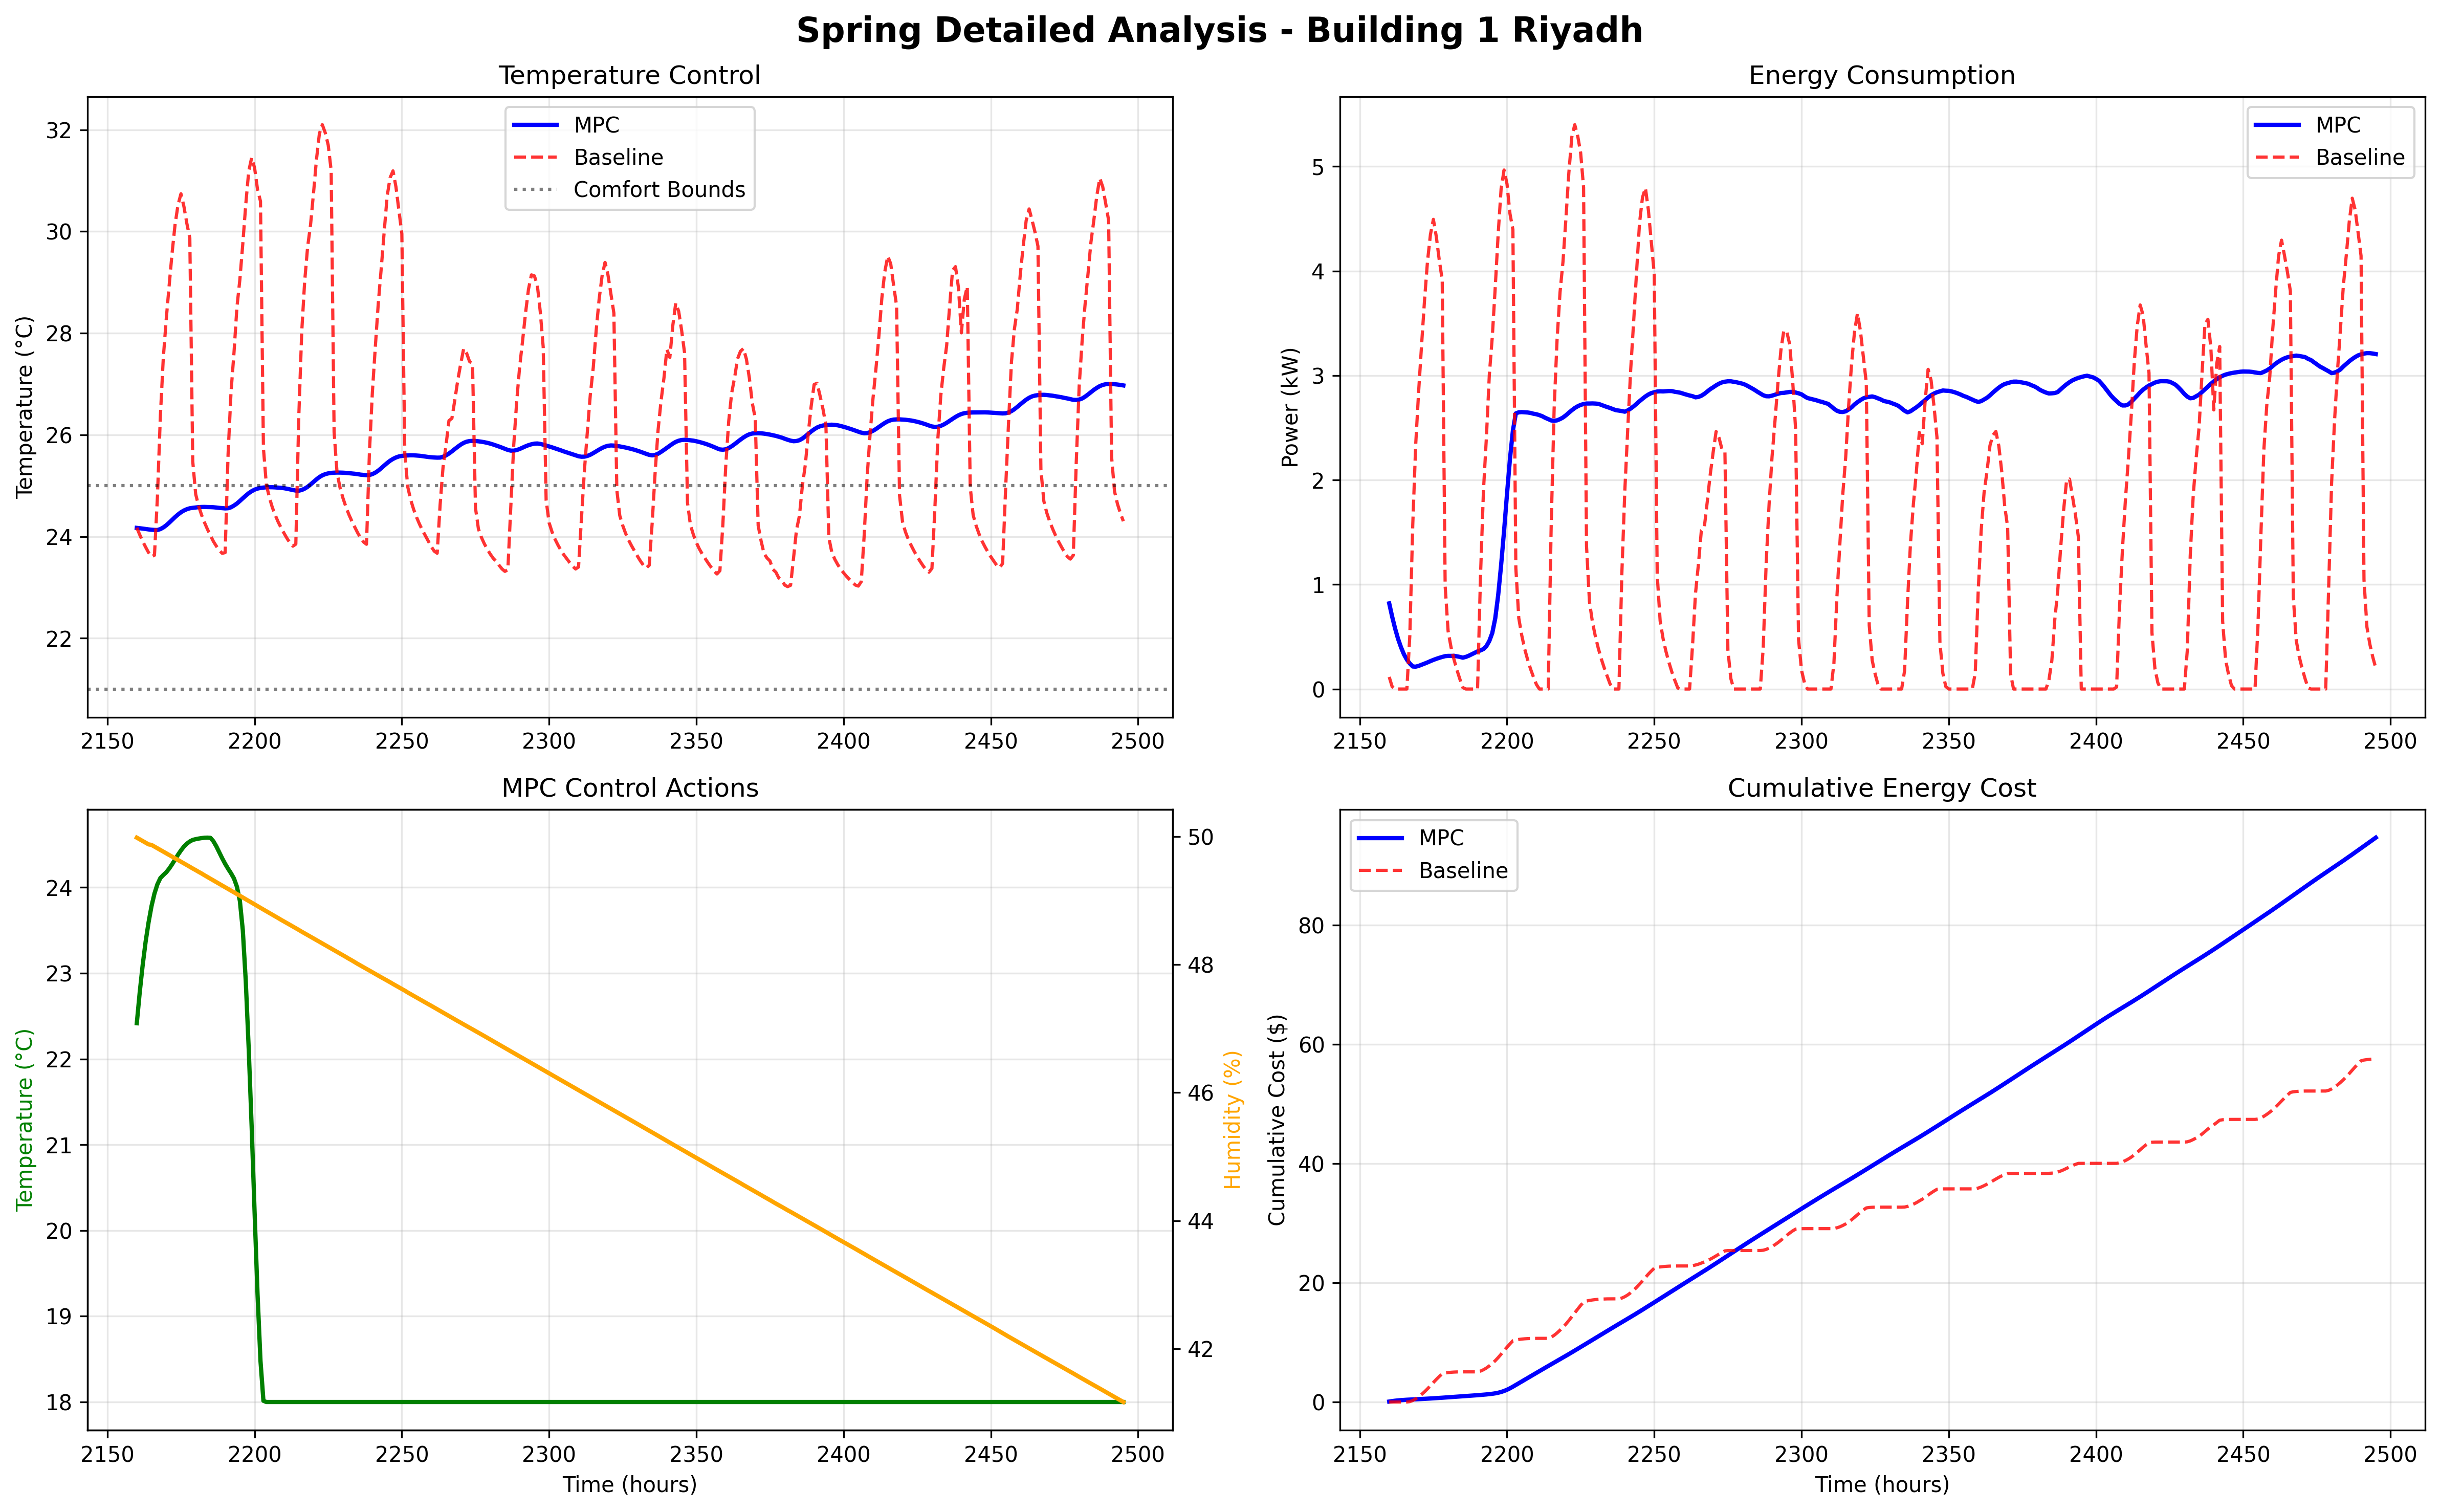 Spring Detailed Analysis - Building 1 Riyadh
Temperature Control
MPC
Baseline
Comfort Bounds
Temperature (°C)
32
30
28
26
24
22
2150 2200 2250 2300 2350 2400 2450 2500
Energy Consumption
MPC
Baseline
Power (kW)
5
4
3
2
1
0
2150 2200 2250 2300 2350 2400 2450 2500
MPC Control Actions
Temperature (°C)
24
23
22
21
20
19
18
50
48
46
44
42
Humidity (%)
2150 2200 2250 2300 2350 2400 2450 2500
Time (hours)
Cumulative Energy Cost
MPC
Baseline
Cumulative Cost ($)
80
60
40
20
0
2150 2200 2250 2300 2350 2400 2450 2500
Time (hours)